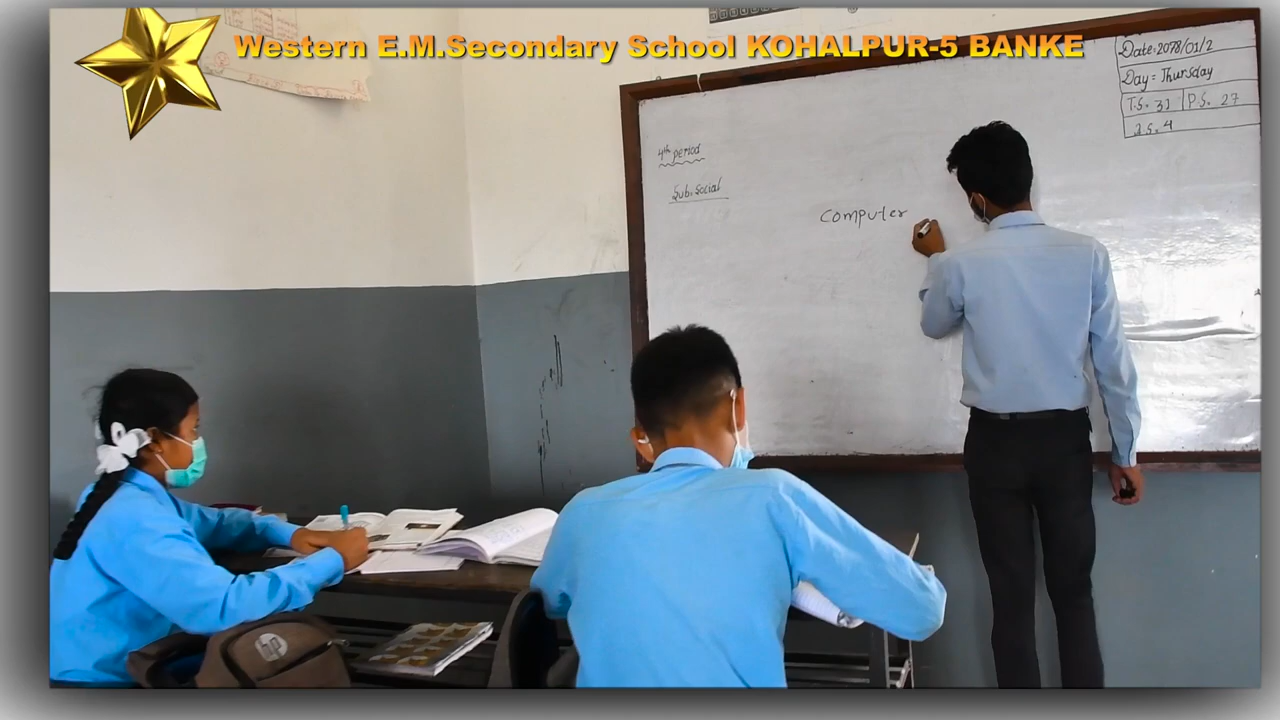 Western E.M.Secondary School KOHALPUR-5 BANKE
Date:2078/01/2
Day = Thursday
T.S. 31 P.S. 27
a.s. 4
4th period
Sub: Social
Computer
hp